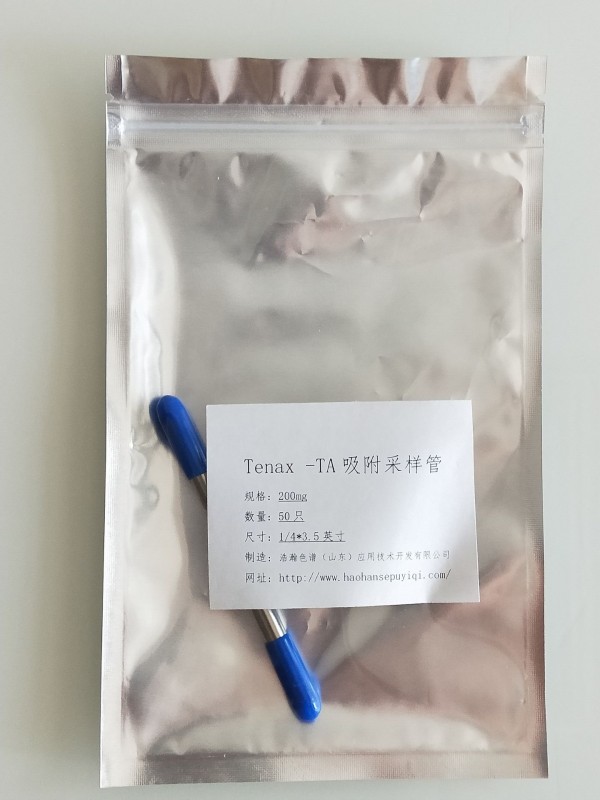 Tenax -TA 吸附采样管
规格: 200mg
数量: 50 只
尺寸: 1/4*3.5 英寸
制造: 浩瀚色谱（山东）应用技术开发有限公司
网址: http://www.haohansepuyiqi.com/